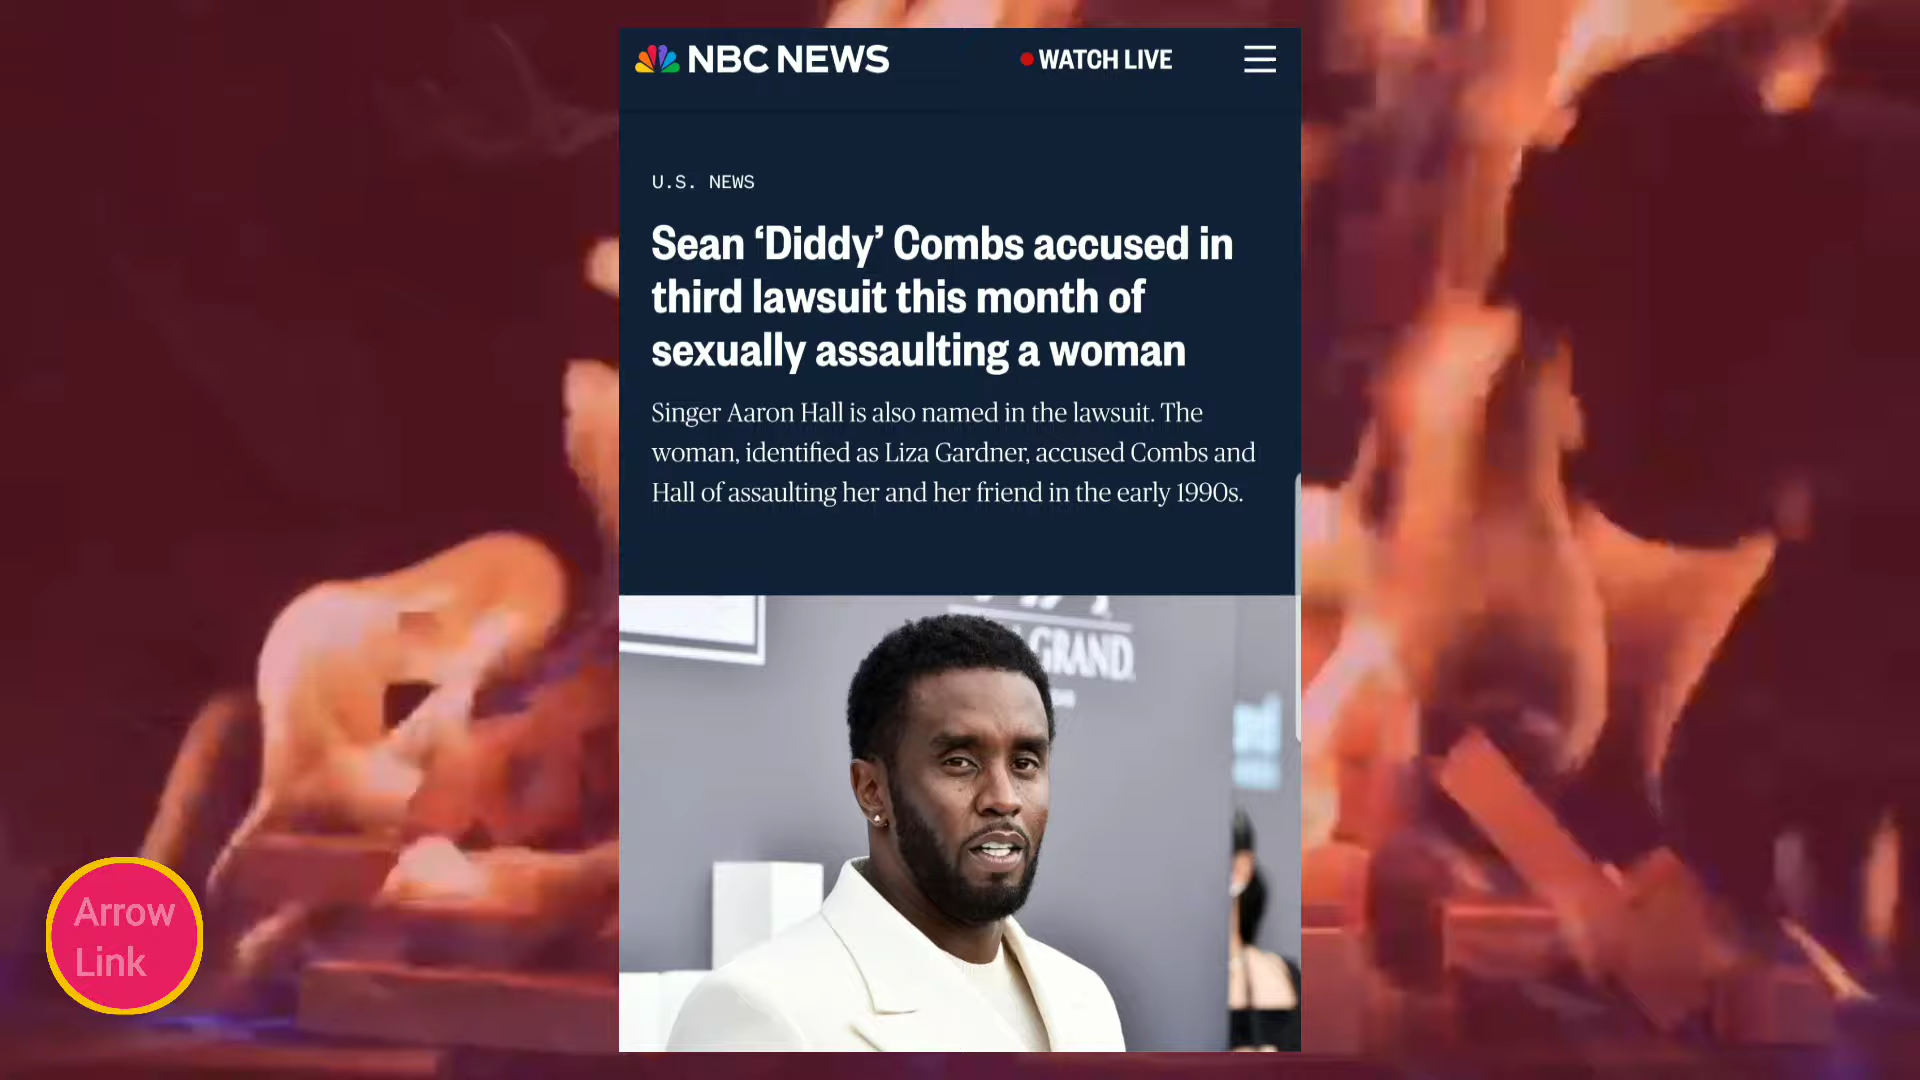 NBC NEWS
WATCH LIVE
U.S. NEWS
Sean ‘Diddy’ Combs accused in
third lawsuit this month of
sexually assaulting a woman
Singer Aaron Hall is also named in the lawsuit. The
woman, identified as Liza Gardner, accused Combs and
Hall of assaulting her and her friend in the early 1990s.
GRAND
Arrow
Link